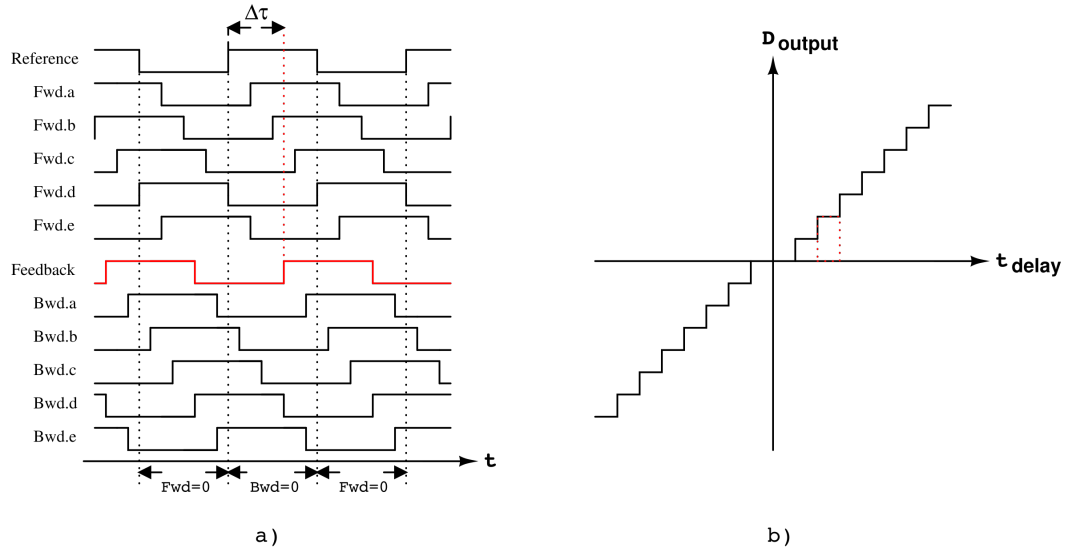 Δτ
Reference
Fwd.a
Fwd.b
Fwd.c
Fwd.d
Fwd.e
Feedback
Bwd.a
Bwd.b
Bwd.c
Bwd.d
Bwd.e
t
Fwd=0 Bwd=0 Fwd=0
a)
D output
t delay
b)